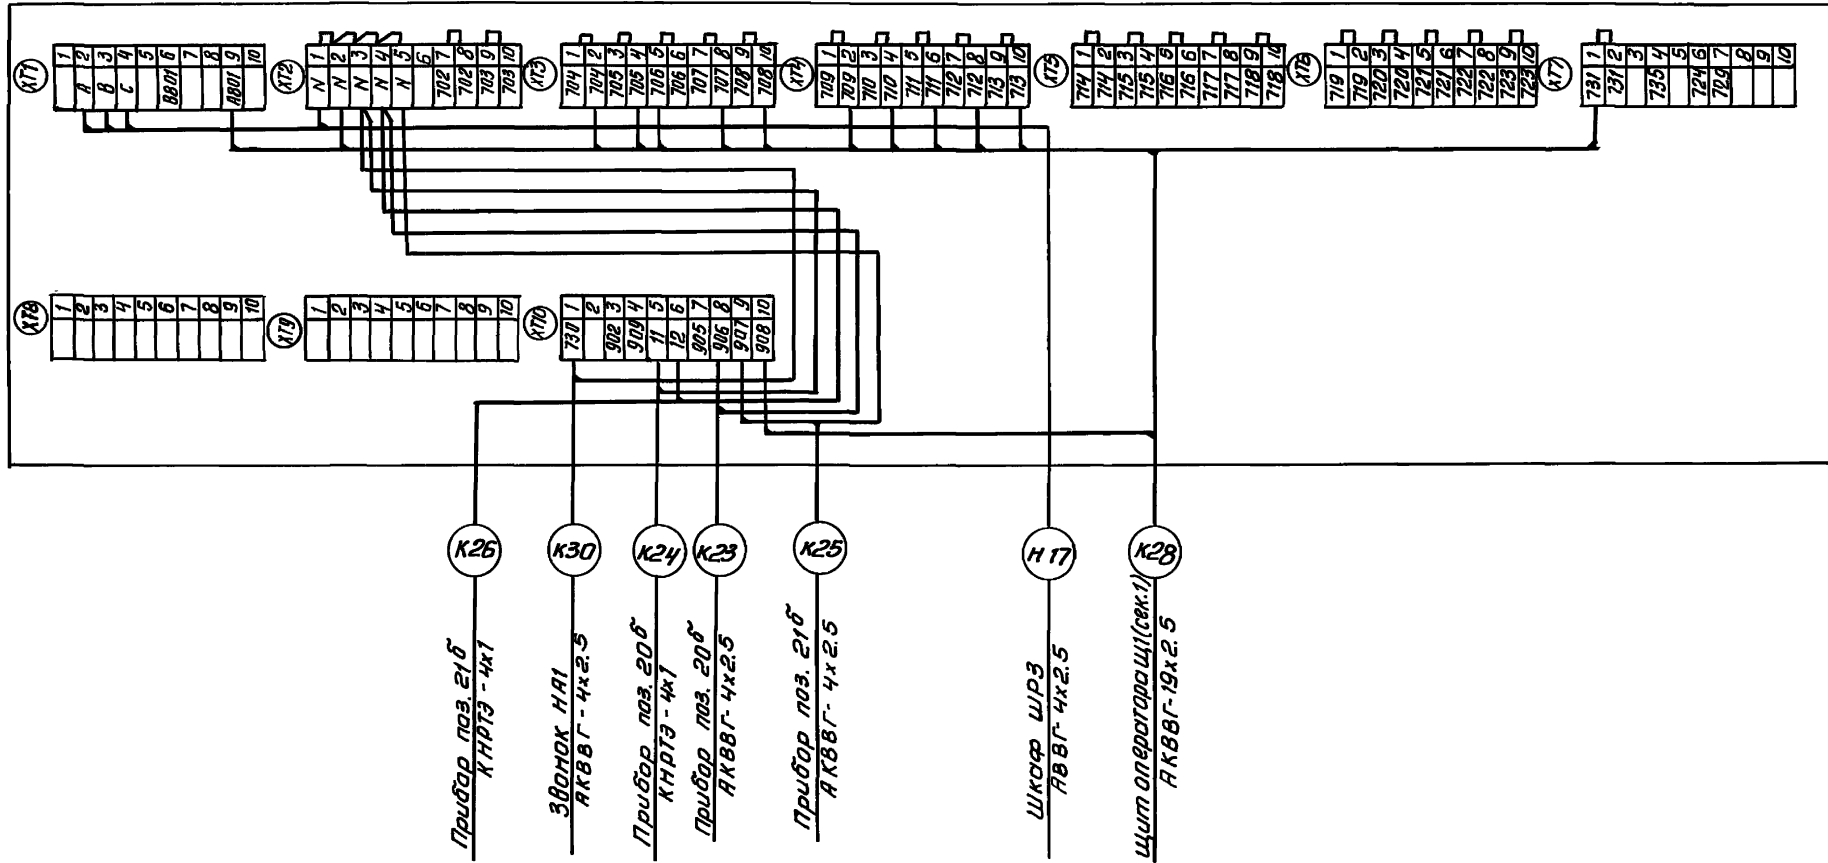 XT1
1 2 3 4 5 6 7 8 9 10
A B C BB01 AB01
XT2
1 2 3 4 5 6 7 8 9 10
N N N N N 702 702 703 703
XT3
1 2 3 4 5 6 7 8 9 10
704 704 705 705 706 706 707 707 708 708
XT4
1 2 3 4 5 6 7 8 9 10
709 709 710 710 711 711 712 712 713 713
XT5
1 2 3 4 5 6 7 8 9 10
714 714 715 715 716 716 717 717 718 718
XT6
1 2 3 4 5 6 7 8 9 10
719 719 720 720 721 721 722 722 723 723
XT7
1 2 3 4 5 6 7 8 9 10
731 731 735 724 729
XT8
1 2 3 4 5 6 7 8 9 10
XT9
1 2 3 4 5 6 7 8 9 10
XT10
1 2 3 4 5 6 7 8 9 10
730 902 909 11 12 905 906 907 908
К26
К30
К24
К23
К25
Н17
К28
Прибор поз. 21б
КНРТЭ - 4х1
Звонок НА1
АКВВГ - 4х2.5
Прибор поз. 20б
КНРТЭ - 4х1
Прибор поз. 20б
АКВВГ - 4х2.5
Прибор поз. 21б
АКВВГ - 4х2.5
Шкаф ШР3
АВВГ - 4х2.5
Щит оператора Щ1 (сек.1)
АКВВГ - 19х2.5